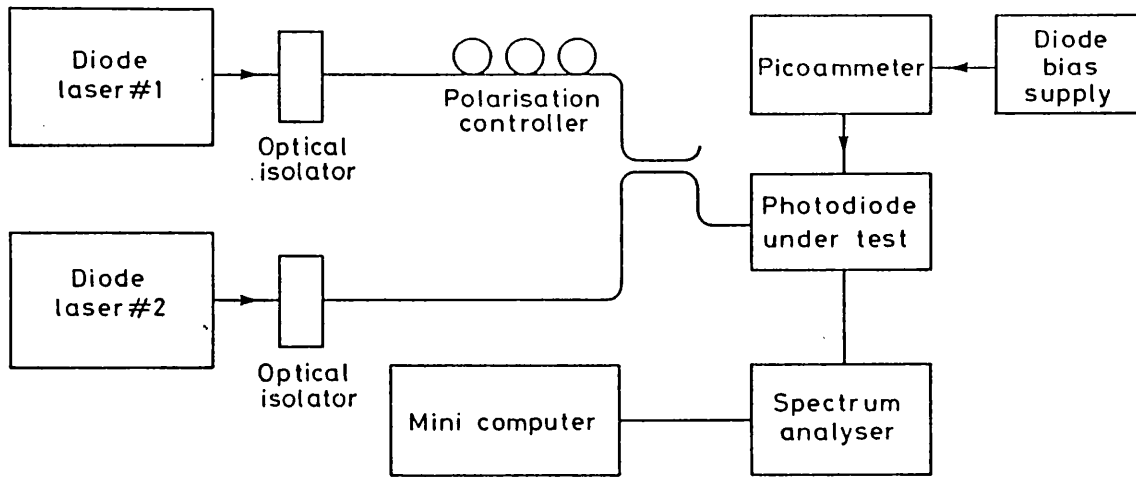 Diode
laser#1
Optical
isolator
Polarisation
controller
Picoammeter
Diode
bias
supply
Photodiode
under test
Diode
laser#2
Optical
isolator
Mini computer
Spectrum
analyser